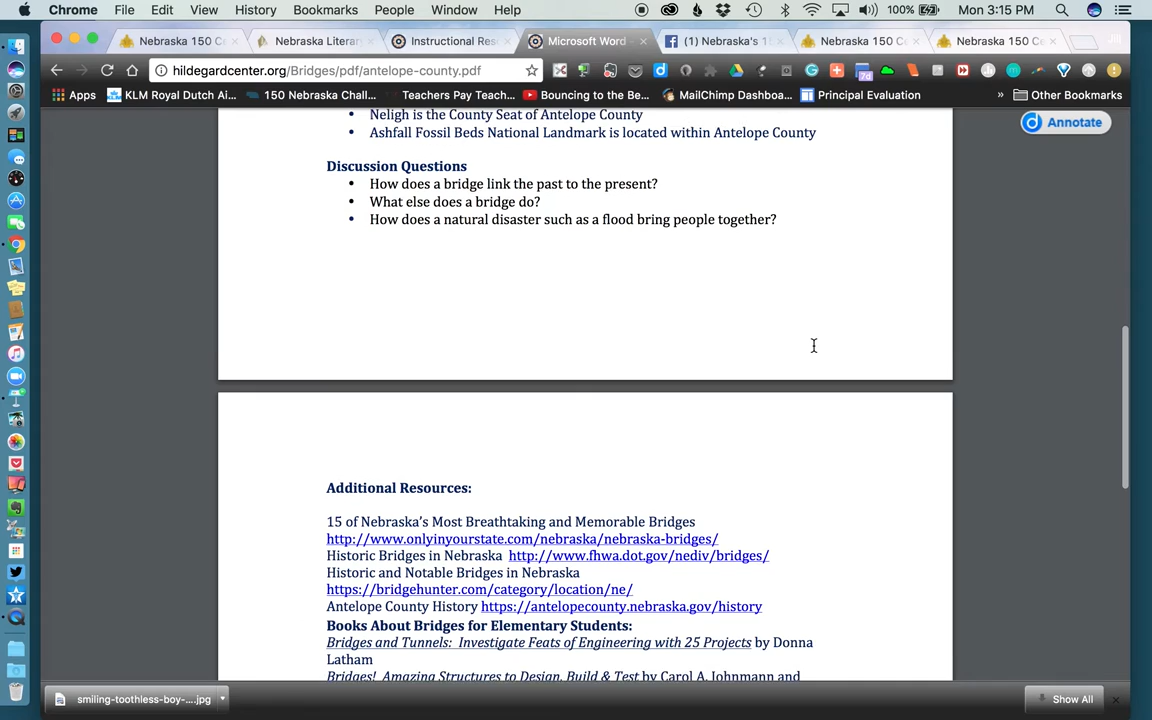 Chrome File Edit View History Bookmarks People Window Help 100% Mon 3:15 PM
Nebraska 150 Ce Nebraska Literar Instructional Res Microsoft Word - (1) Nebraska's 1 Nebraska 150 Ce Nebraska 150 Ce
hildegardcenter.org/Bridges/pdf/antelope-county.pdf
7d
Apps KLM Royal Dutch Ai... 150 Nebraska Chall... Teachers Pay Teach... Bouncing to the Be... MailChimp Dashboa... Principal Evaluation » Other Bookmarks
Annotate
• Neligh is the County Seat of Antelope County
• Ashfall Fossil Beds National Landmark is located within Antelope County
Discussion Questions
• How does a bridge link the past to the present?
• What else does a bridge do?
• How does a natural disaster such as a flood bring people together?
Additional Resources:
15 of Nebraska's Most Breathtaking and Memorable Bridges
http://www.onlyinyourstate.com/nebraska/nebraska-bridges/
Historic Bridges in Nebraska http://www.fhwa.dot.gov/nediv/bridges/
Historic and Notable Bridges in Nebraska
https://bridgehunter.com/category/location/ne/
Antelope County History https://antelopecounty.nebraska.gov/history
Books About Bridges for Elementary Students:
Bridges and Tunnels: Investigate Feats of Engineering with 25 Projects by Donna
Latham
Bridges! Amazing Structures to Design, Build & Test by Carol A. Johnmann and
smiling-toothless-boy-....jpg
Show All